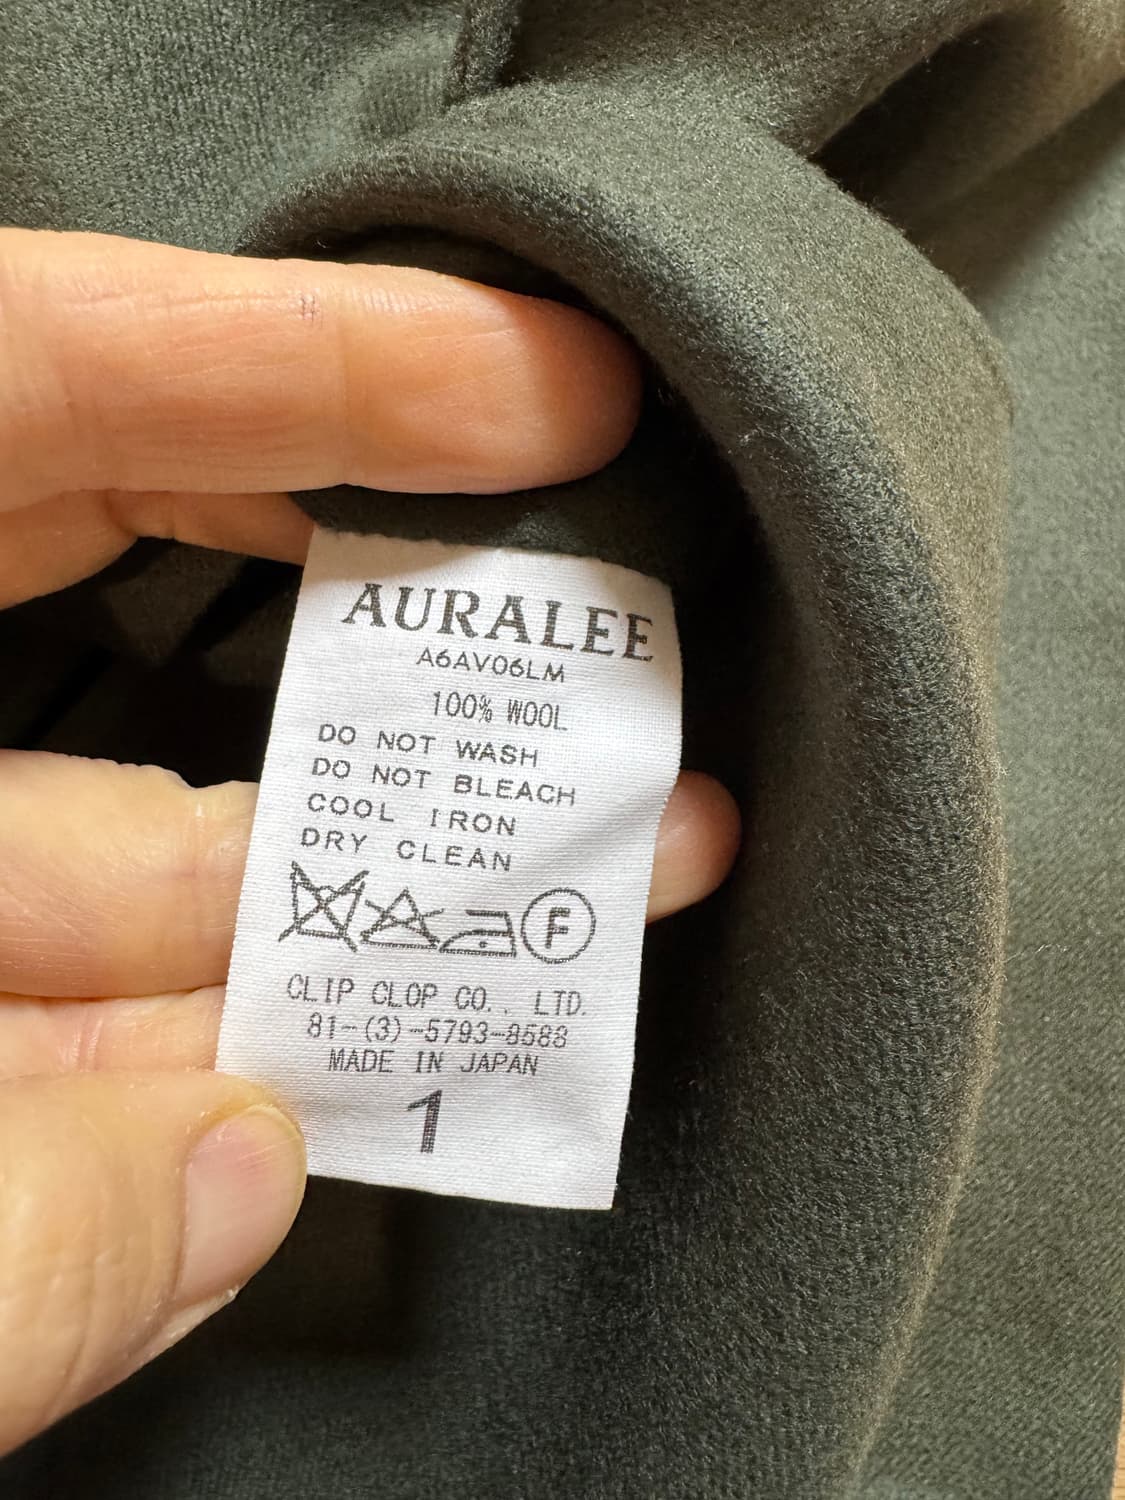 AURALEE
A6AV06LM
100% WOOL
DO NOT WASH
DO NOT BLEACH
COOL IRON
DRY CLEAN
F
CLIP CLOP CO., LTD.
81-(3)-5793-8588
MADE IN JAPAN
1